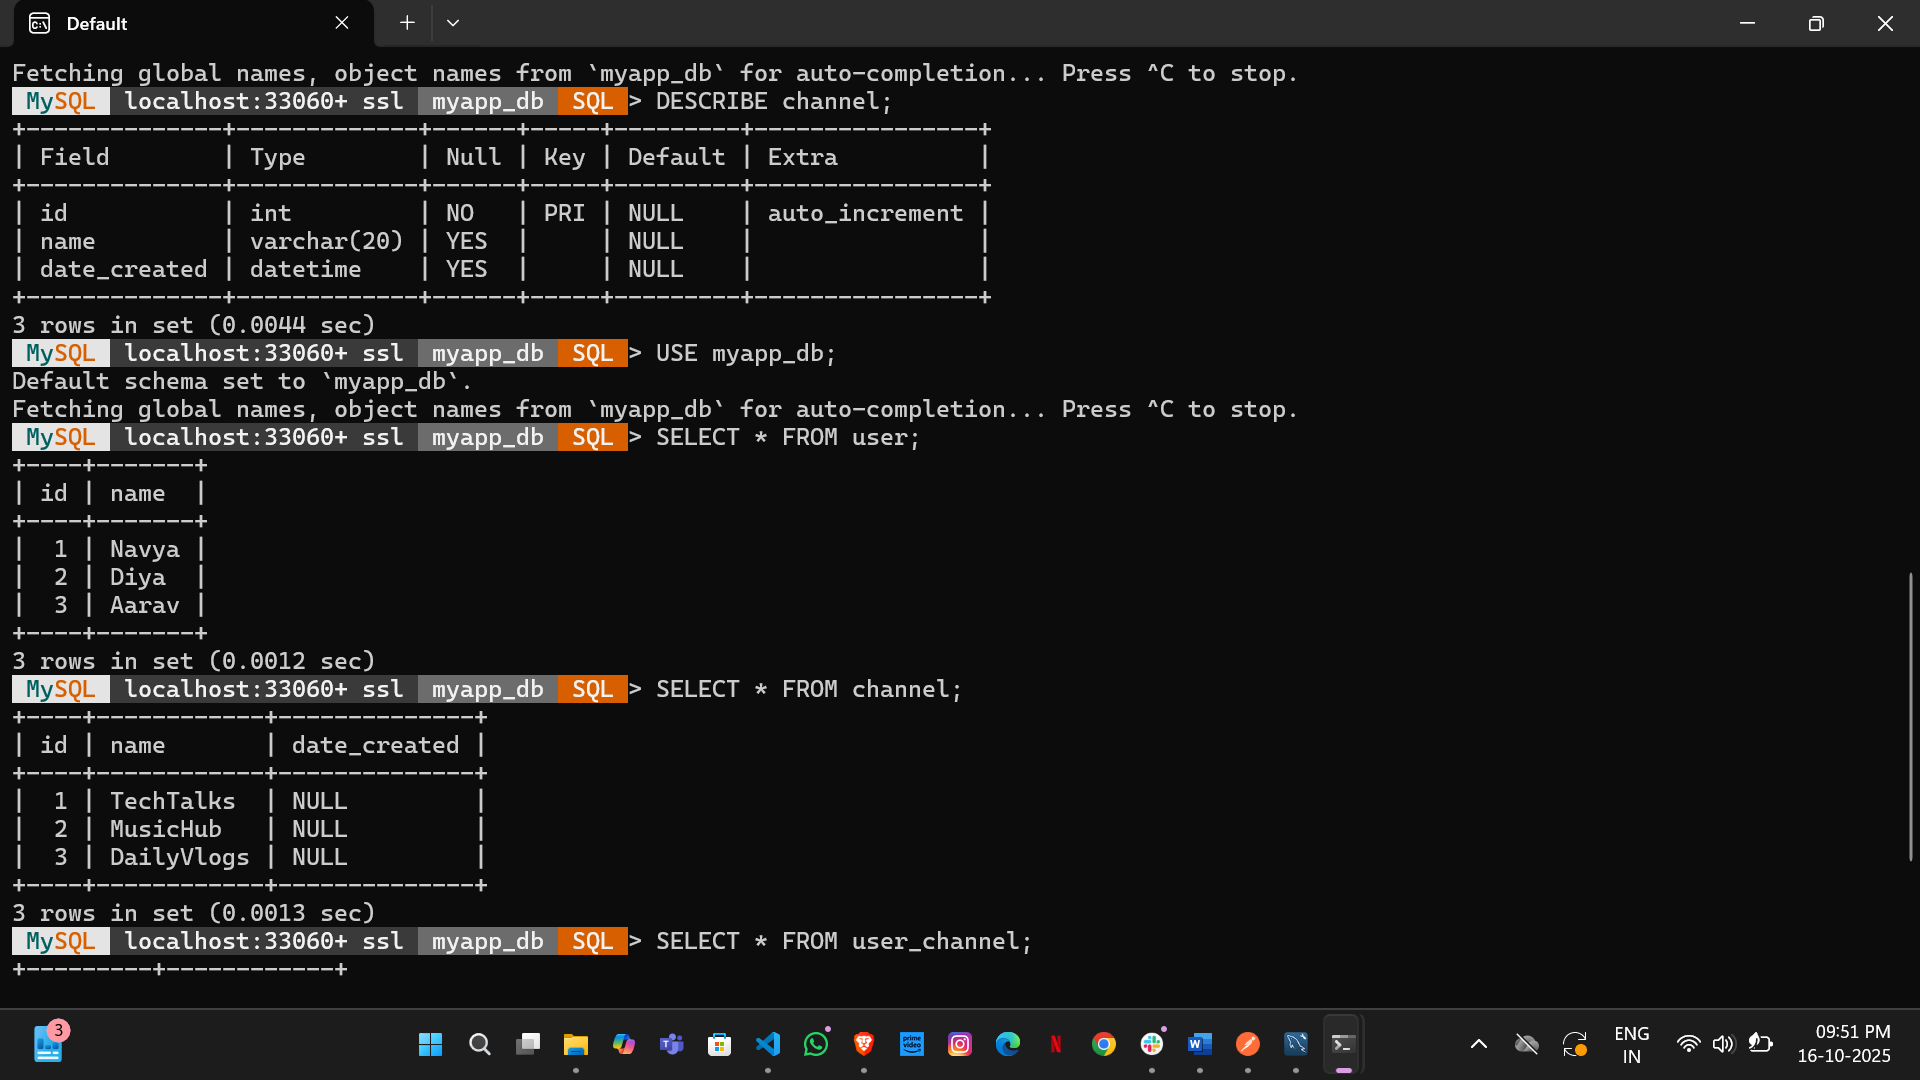 Default
Fetching global names, object names from `myapp_db` for auto-completion... Press ^C to stop.
MySQL localhost:33060+ ssl myapp_db SQL > DESCRIBE channel;
+--------------+-------------+------+-----+---------+----------------+
| Field        | Type        | Null | Key | Default | Extra          |
+--------------+-------------+------+-----+---------+----------------+
| id           | int         | NO   | PRI | NULL    | auto_increment |
| name         | varchar(20) | YES  |     | NULL    |                |
| date_created | datetime    | YES  |     | NULL    |                |
+--------------+-------------+------+-----+---------+----------------+
3 rows in set (0.0044 sec)
MySQL localhost:33060+ ssl myapp_db SQL > USE myapp_db;
Default schema set to `myapp_db`.
Fetching global names, object names from `myapp_db` for auto-completion... Press ^C to stop.
MySQL localhost:33060+ ssl myapp_db SQL > SELECT * FROM user;
+----+-------+
| id | name  |
+----+-------+
|  1 | Navya |
|  2 | Diya  |
|  3 | Aarav |
+----+-------+
3 rows in set (0.0012 sec)
MySQL localhost:33060+ ssl myapp_db SQL > SELECT * FROM channel;
+----+------------+--------------+
| id | name       | date_created |
+----+------------+--------------+
|  1 | TechTalks  | NULL         |
|  2 | MusicHub   | NULL         |
|  3 | DailyVlogs | NULL         |
+----+------------+--------------+
3 rows in set (0.0013 sec)
MySQL localhost:33060+ ssl myapp_db SQL > SELECT * FROM user_channel;
+---------+------------+
3
prime video
N
W
ENG
IN
09:51 PM
16-10-2025